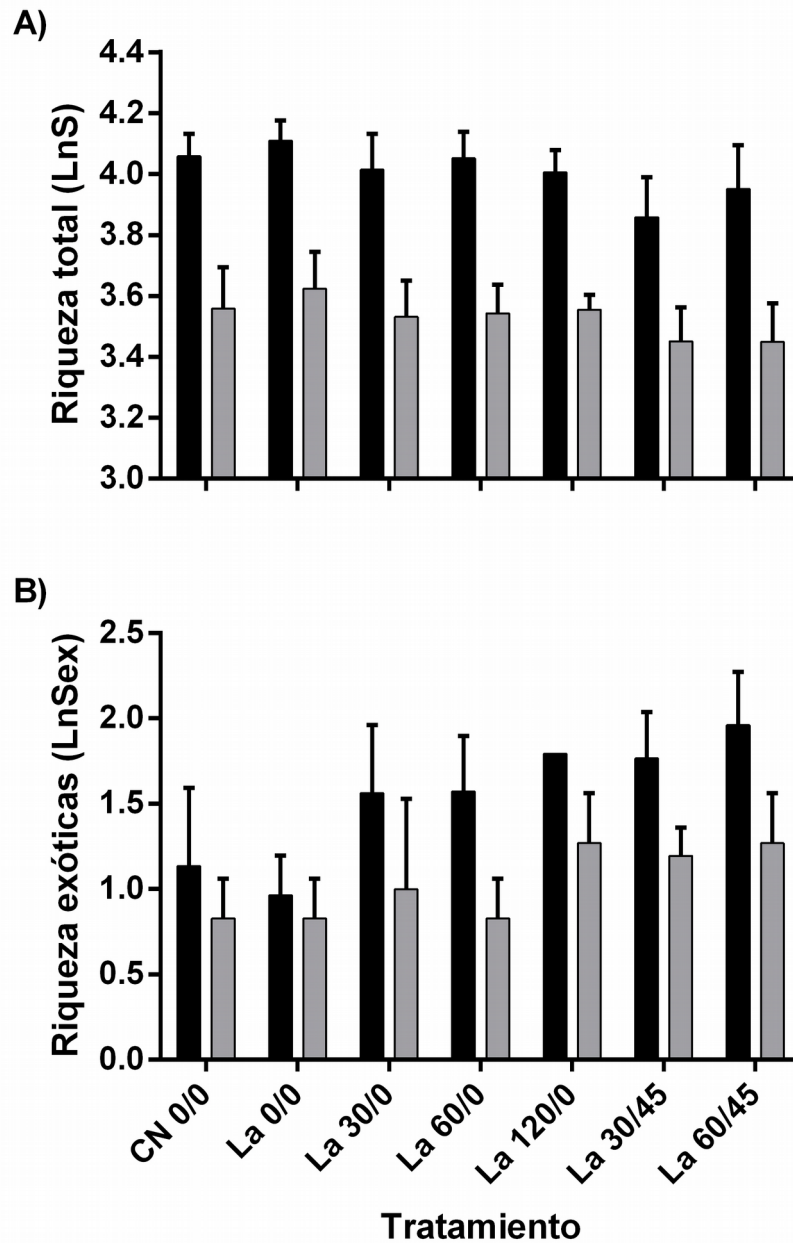 A)
Riqueza total (LnS)
4.4
4.2
4.0
3.8
3.6
3.4
3.2
3.0
B)
Riqueza exóticas (LnSex)
2.5
2.0
1.5
1.0
0.5
0.0
CN 0/0
La 0/0
La 30/0
La 60/0
La 120/0
La 30/45
La 60/45
Tratamiento